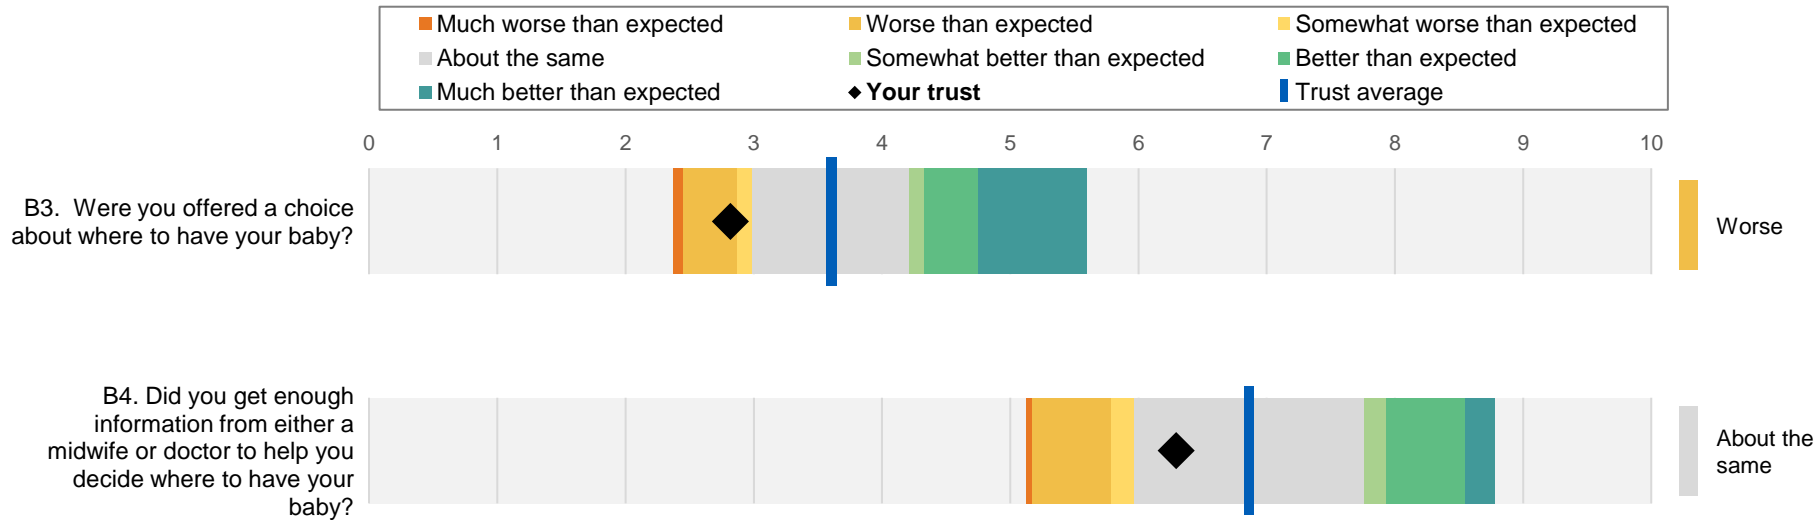 Much worse than expected
Worse than expected
Somewhat worse than expected
About the same
Somewhat better than expected
Better than expected
Much better than expected
Your trust
Trust average
0 1 2 3 4 5 6 7 8 9 10
B3. Were you offered a choice
about where to have your baby?
Worse
B4. Did you get enough
information from either a
midwife or doctor to help you
decide where to have your
baby?
About the
same